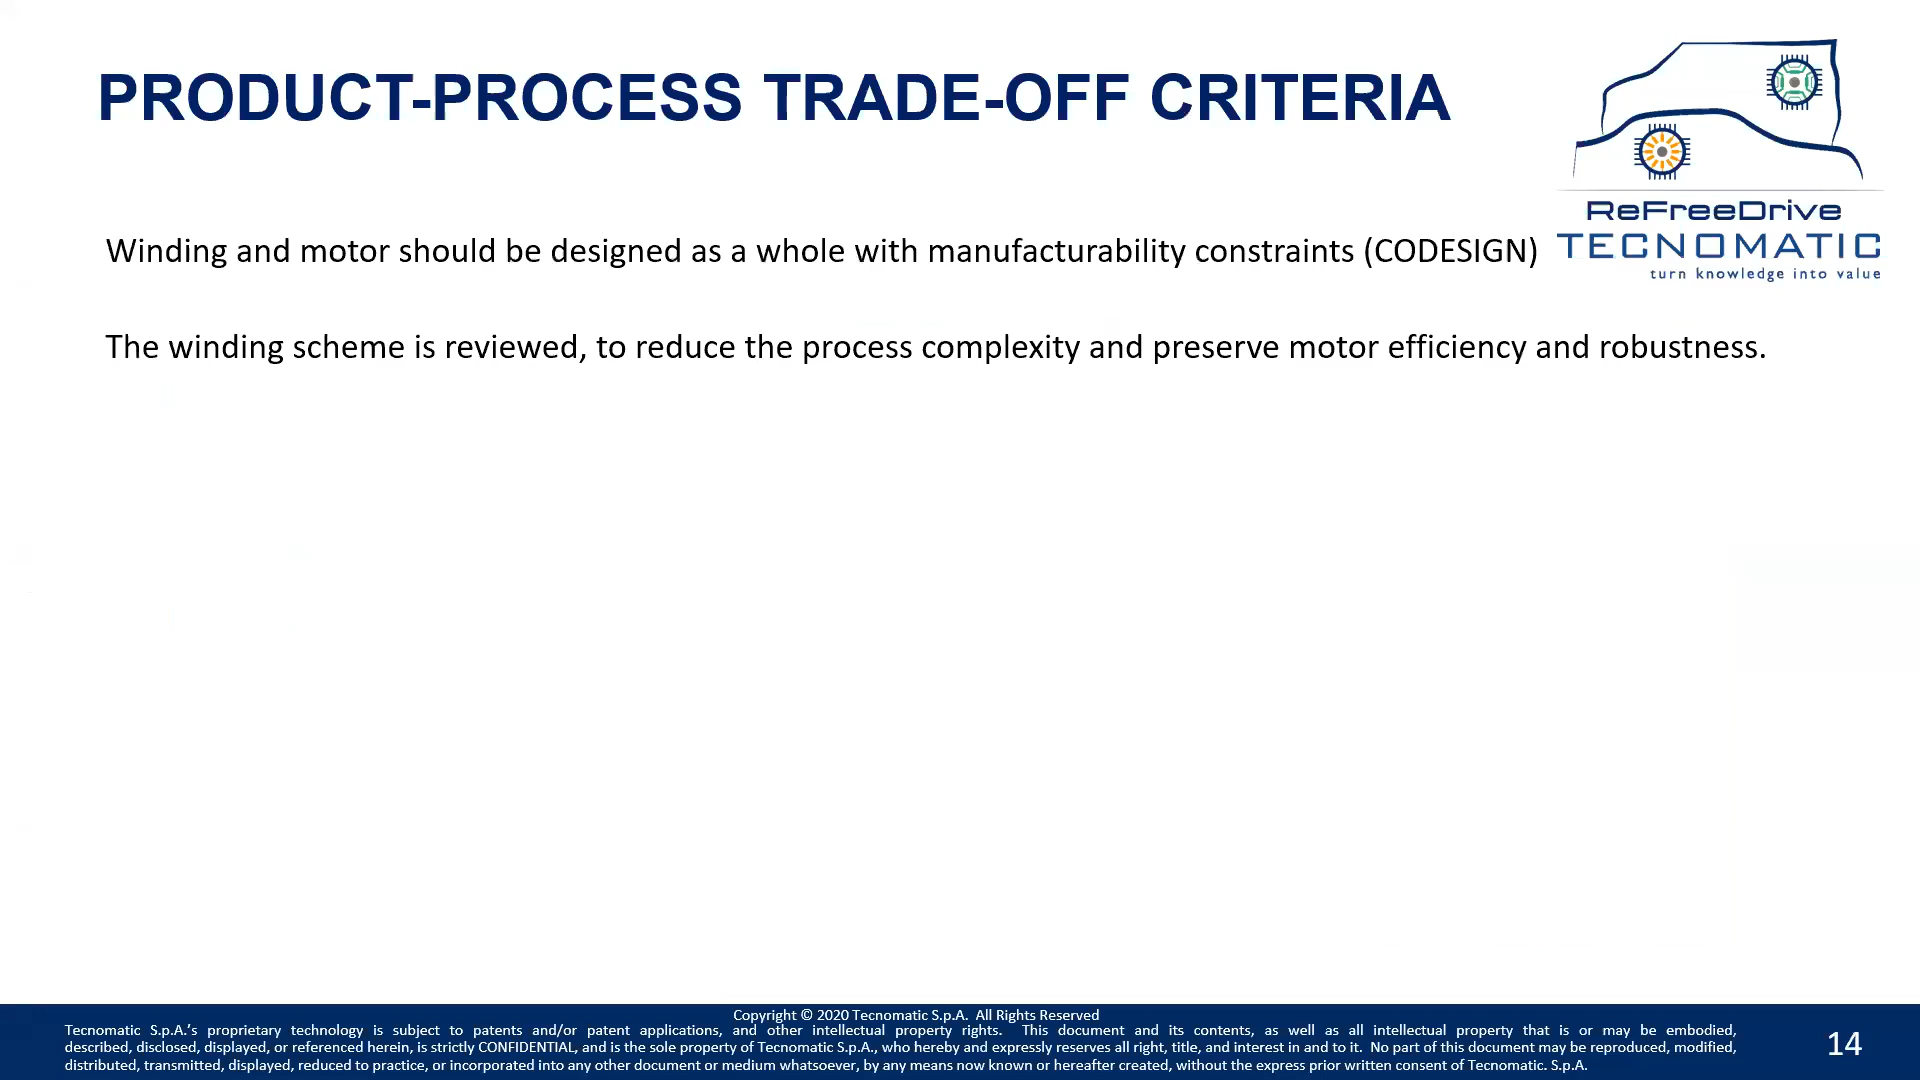 PRODUCT-PROCESS TRADE-OFF CRITERIA
ReFreeDrive
TECNOMATIC
turn knowledge into value
Winding and motor should be designed as a whole with manufacturability constraints (CODESIGN)
The winding scheme is reviewed, to reduce the process complexity and preserve motor efficiency and robustness.
Copyright © 2020 Tecnomatic S.p.A. All Rights Reserved
Tecnomatic S.p.A.'s proprietary technology is subject to patents and/or patent applications, and other intellectual property rights. This document and its contents, as well as all intellectual property that is or may be embodied,
described, disclosed, displayed, or referenced herein, is strictly CONFIDENTIAL, and is the sole property of Tecnomatic S.p.A., who hereby and expressly reserves all right, title, and interest in and to it. No part of this document may be reproduced, modified,
distributed, transmitted, displayed, reduced to practice, or incorporated into any other document or medium whatsoever, by any means now known or hereafter created, without the express prior written consent of Tecnomatic. S.p.A.
14